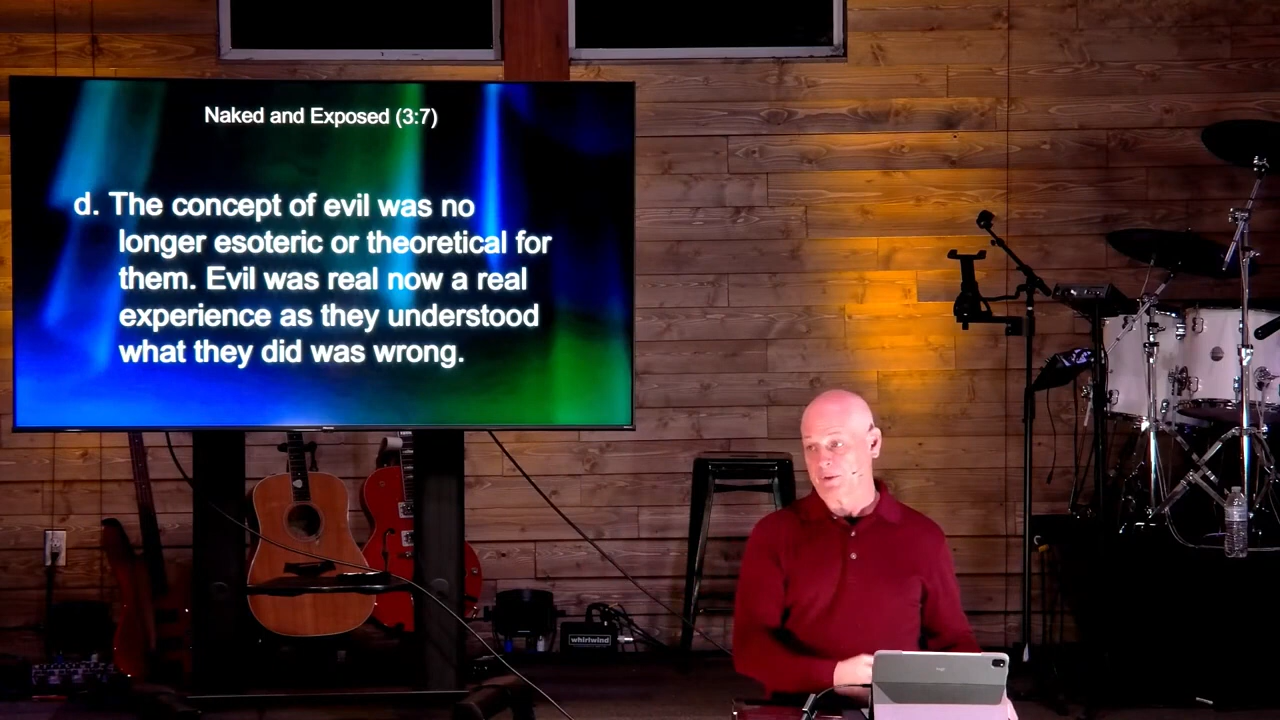 Naked and Exposed (3:7)
d. The concept of evil was no
longer esoteric or theoretical for
them. Evil was real now a real
experience as they understood
what they did was wrong.
whirlwind